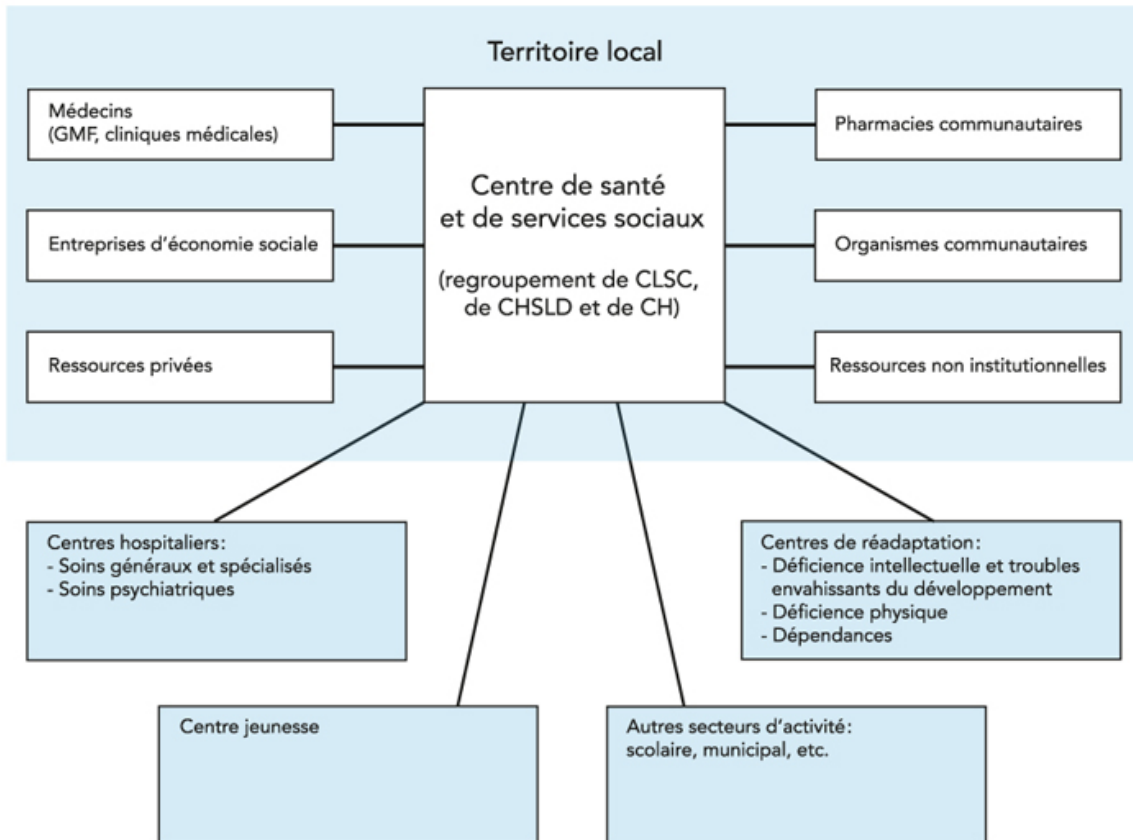 Territoire local
Médecins
(GMF, cliniques médicales)
Entreprises d'économie sociale
Ressources privées
Centre de santé
et de services sociaux
(regroupement de CLSC,
de CHSLD et de CH)
Pharmacies communautaires
Organismes communautaires
Ressources non institutionnelles
Centres hospitaliers:
- Soins généraux et spécialisés
- Soins psychiatriques
Centres de réadaptation:
- Déficience intellectuelle et troubles
envahissants du développement
- Déficience physique
- Dépendances
Centre jeunesse
Autres secteurs d'activité:
scolaire, municipal, etc.